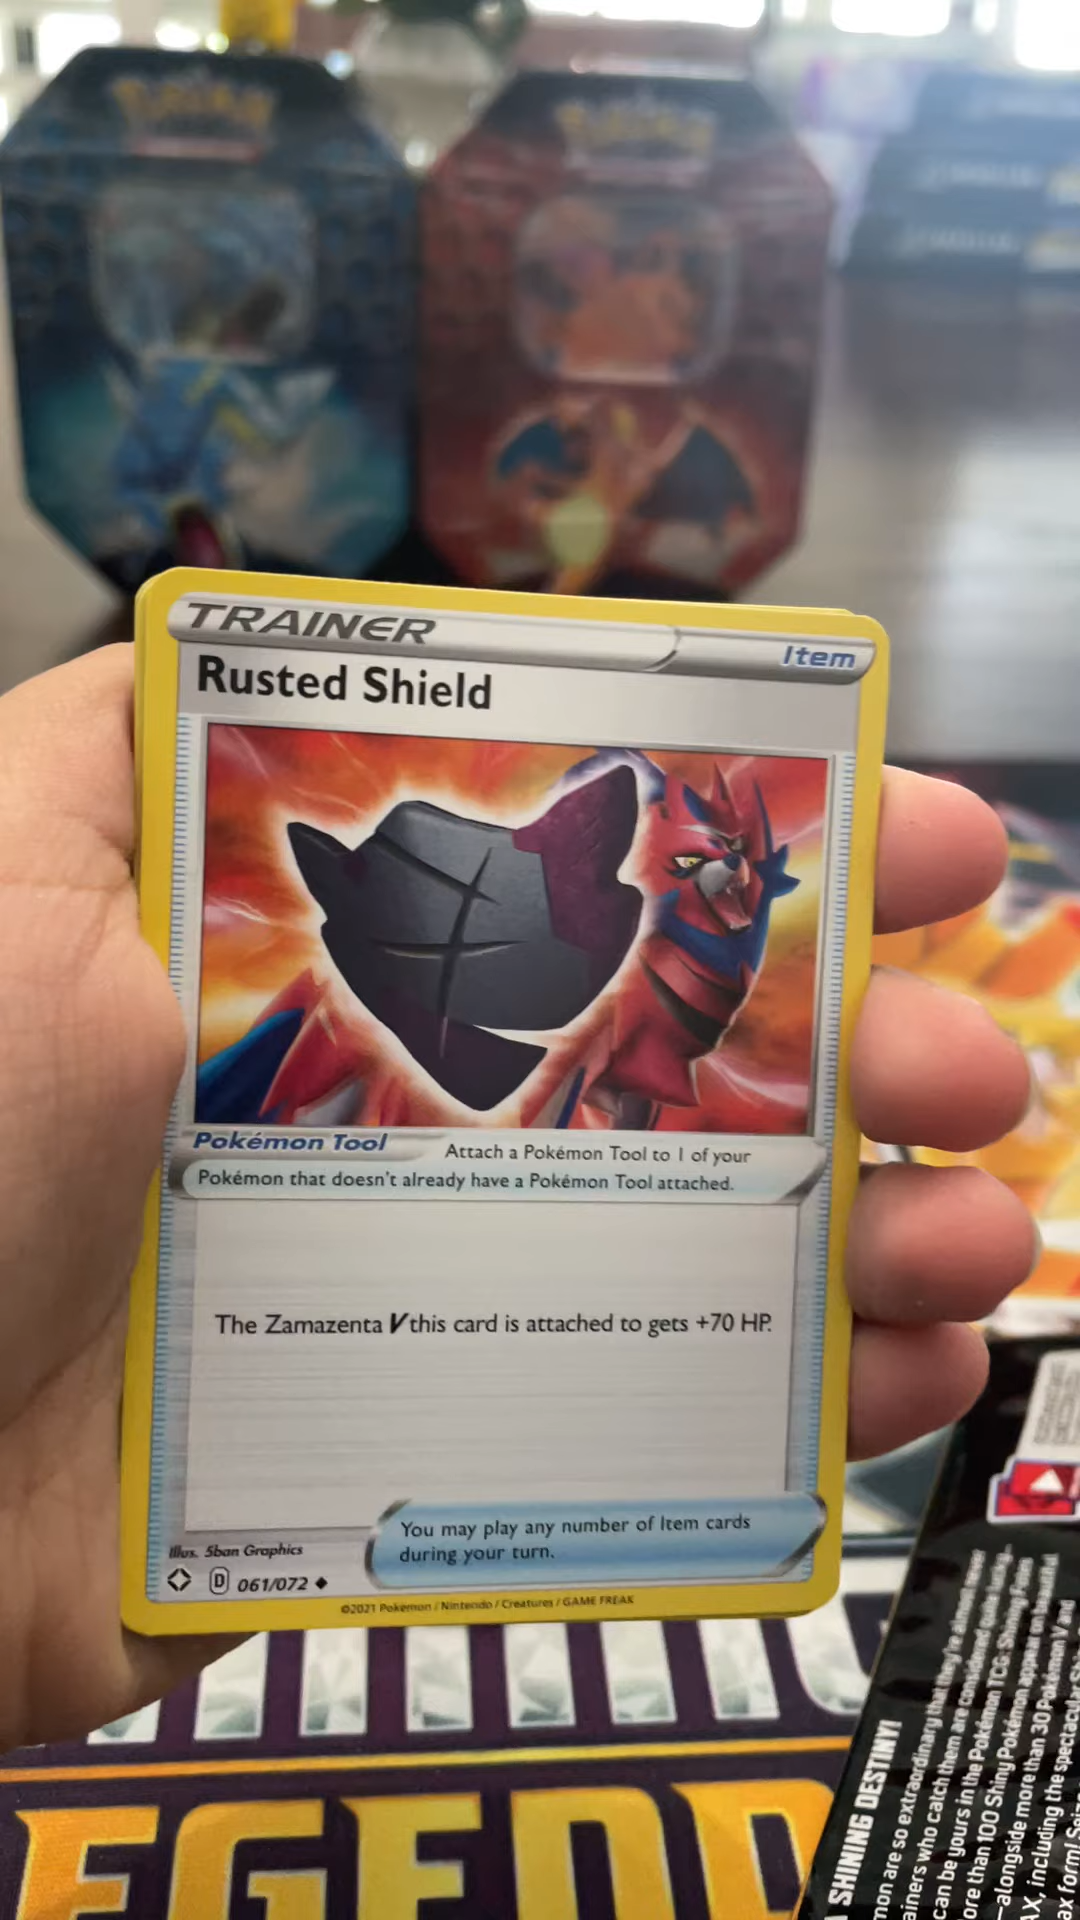 Pokémon
Pokémon
TRAINER
Item
Rusted Shield
Pokémon Tool
Attach a Pokémon Tool to 1 of your
Pokémon that doesn't already have a Pokémon Tool attached.
The Zamazenta V this card is attached to gets +70 HP.
You may play any number of Item cards
during your turn.
Illus. 5ban Graphics
D 061/072
©2021 Pokémon / Nintendo / Creatures / GAME FREAK
EGEND
A SHINING DESTINY!
mon are so extraordinary that they're almost never
ainers who catch them are considered quite lucky—
can be yours in the Pokémon TCG: Shining Fates
ore than 100 Shiny Pokémon appear on beautiful
—alongside more than 30 Pokémon V and
AX, including the spectacular
ax form!